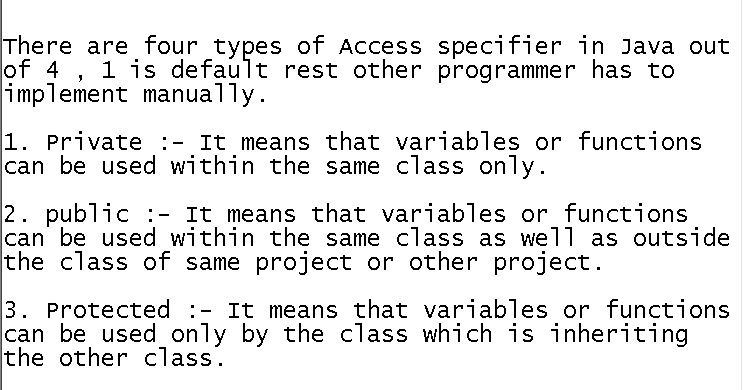 There are four types of Access specifier in Java out
of 4 , 1 is default rest other programmer has to
implement manually.
1. Private :- It means that variables or functions
can be used within the same class only.
2. public :- It means that variables or functions
can be used within the same class as well as outside
the class of same project or other project.
3. Protected :- It means that variables or functions
can be used only by the class which is inheriting
the other class.